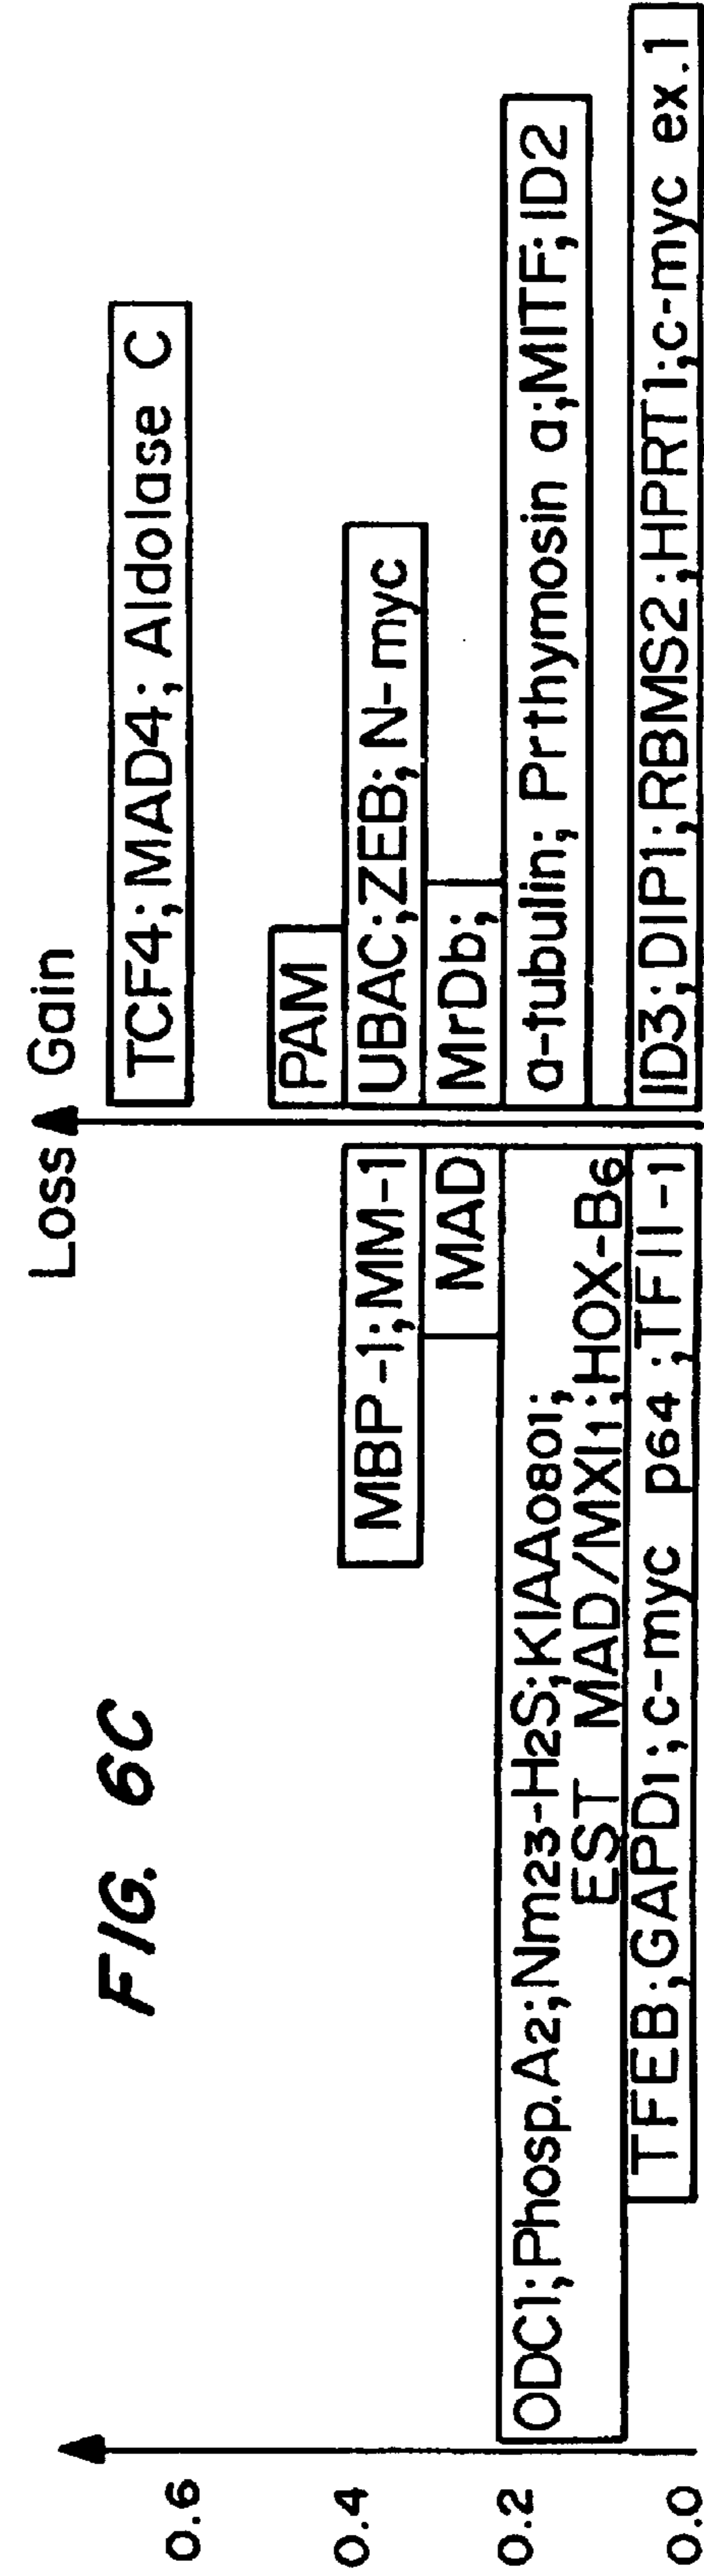 FIG. 6C
Loss
Gain
0.6
0.4
0.2
0.0
TCF4; MAD4; Aldolase C
PAM
MBP-1; MM-1
UBAC; ZEB; N-myc
MAD
MrDb;
ODC1; Phosp. A2; Nm23-H2S; KIAA0801;
EST MAD/MXI1; HOX-B6
α-tubulin; Prthymosin α; MITF; ID2
TFEB; GAPD1; c-myc p64; TFII-1
ID3; DIP1; RBMS2; HPRT1; c-myc ex.1